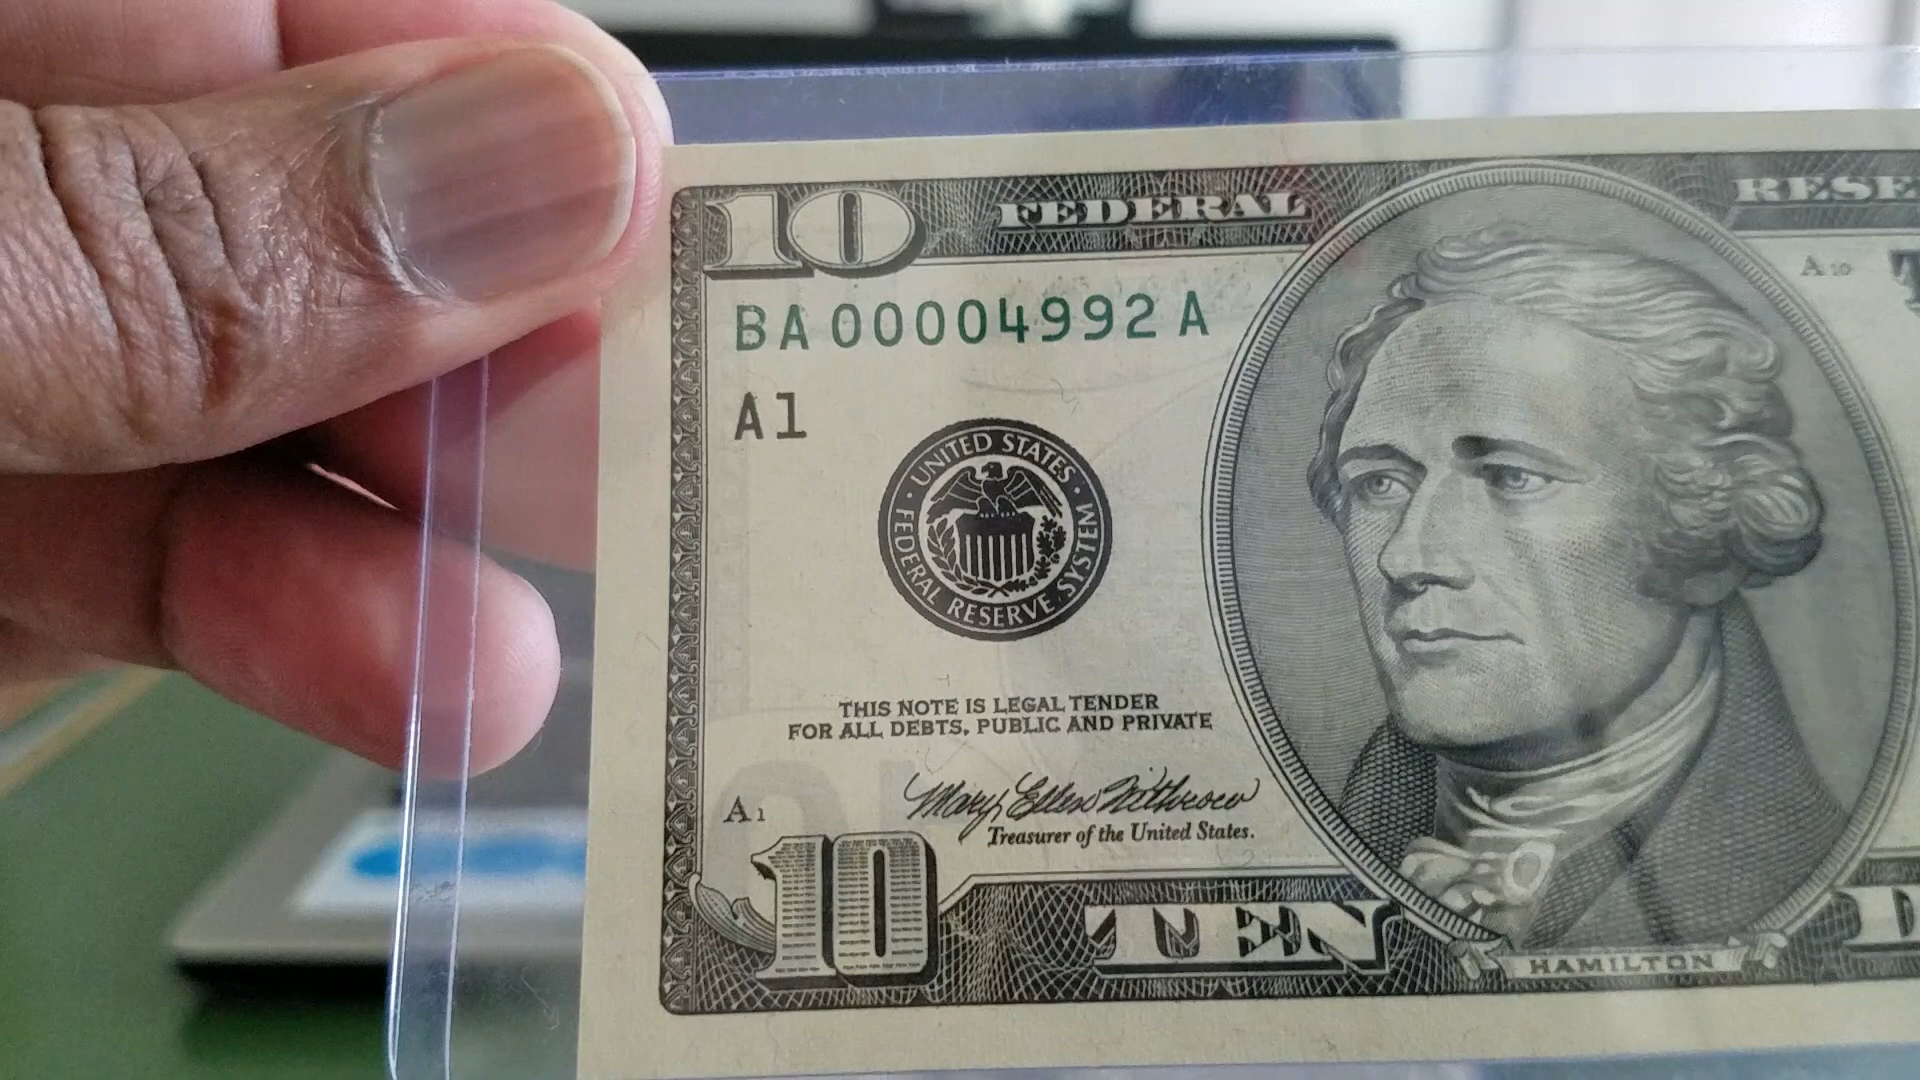 10 FEDERAL RESE
BA 00004992 A
A 10
A1
UNITED STATES
FEDERAL RESERVE SYSTEM
THIS NOTE IS LEGAL TENDER
FOR ALL DEBTS, PUBLIC AND PRIVATE
Mary Ellen Withrow
Treasurer of the United States.
A 1
10
TEN
HAMILTON
D